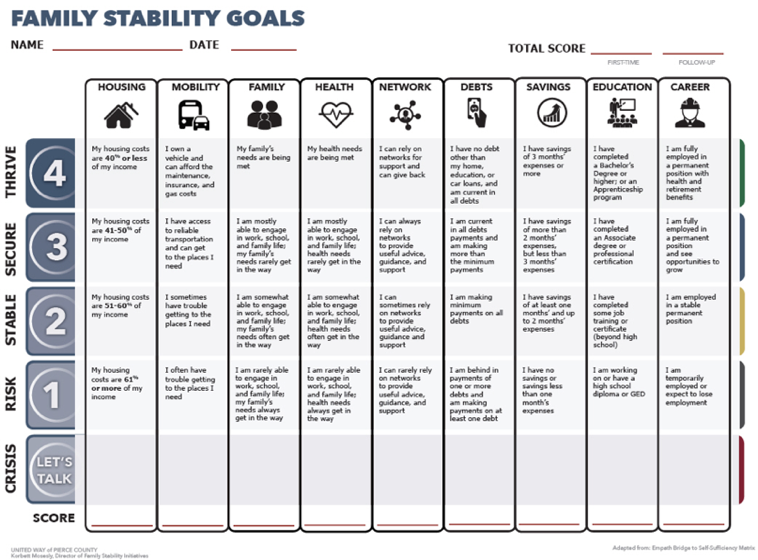 FAMILY STABILITY GOALS
NAME DATE TOTAL SCORE
FIRST-TIME FOLLOW-UP
HOUSING MOBILITY FAMILY HEALTH NETWORK DEBTS SAVINGS EDUCATION CAREER
THRIVE
4
My housing costs
are 40% or less
of my income
I own a
vehicle and
can afford the
maintenance,
insurance, and
gas costs
My family's
needs are being
met
My health needs
are being met
I can rely on
networks for
support and
can give back
I have no debt
other than
my home,
education, or
car loans, and
am current in
all debts
I have savings
of 3 months'
expenses or
more
I have
completed
a Bachelor's
Degree or
higher; or an
Apprenticeship
program
I am fully
employed in
a permanent
position with
health and
retirement
benefits
SECURE
3
My housing costs
are 41-50% of
my income
I have access
to reliable
transportation
and can get
to the places I
need
I am mostly
able to engage
in work, school,
and family life;
my family's
needs rarely get
in the way
I am mostly
able to engage
in work, school,
and family life;
health needs
rarely get in
the way
I can always
rely on
networks
to provide
useful advice,
guidance, and
support
I am current
in all debts
payments and
am making
more than
the minimum
payments
I have savings
of more than
2 months'
expenses,
but less than
3 months'
expenses
I have
completed
an Associate
degree or
professional
certification
I am fully
employed in
a permanent
position
and see
opportunities to
grow
STABLE
2
My housing costs
are 51-60% of
my income
I sometimes
have trouble
getting to the
places I need
I am somewhat
able to engage
in work, school,
and family life;
my family's
needs often get
in the way
I am somewhat
able to engage
in work, school,
and family life;
health needs
often get in
the way
I can
sometimes rely
on networks to
provide useful
advice,
guidance and
support
I am making
minimum
payments on all
debts
I have savings
of at least one
months' and up
to 2 months'
expenses
I have
completed
some job
training or
certificate
(beyond high
school)
I am employed
in a stable
permanent
position
RISK
1
My housing
costs are 61%
or more of my
income
I often have
trouble getting
to the places I
need
I am rarely able
to engage in
work, school,
and family life;
my family's
needs always
get in the way
I am rarely able
to engage in
work, school,
and family life;
health needs
always get in
the way
I can rarely rely
on networks
to provide
useful advice,
guidance, and
support
I am behind in
payments
of one or more
debts and
am making
payments on at
least one debt
I have no
savings or
savings less
than one
month's
expenses
I am working
on or have a
high school
diploma or GED
I am
temporarily
employed or
expect to lose
employment
CRISIS
LET'S
TALK
SCORE
UNITED WAY of PIERCE COUNTY
Korbett Mosesly, Director of Family Stability Initiatives
Adapted from: Empath Bridge to Self-Sufficiency Matrix